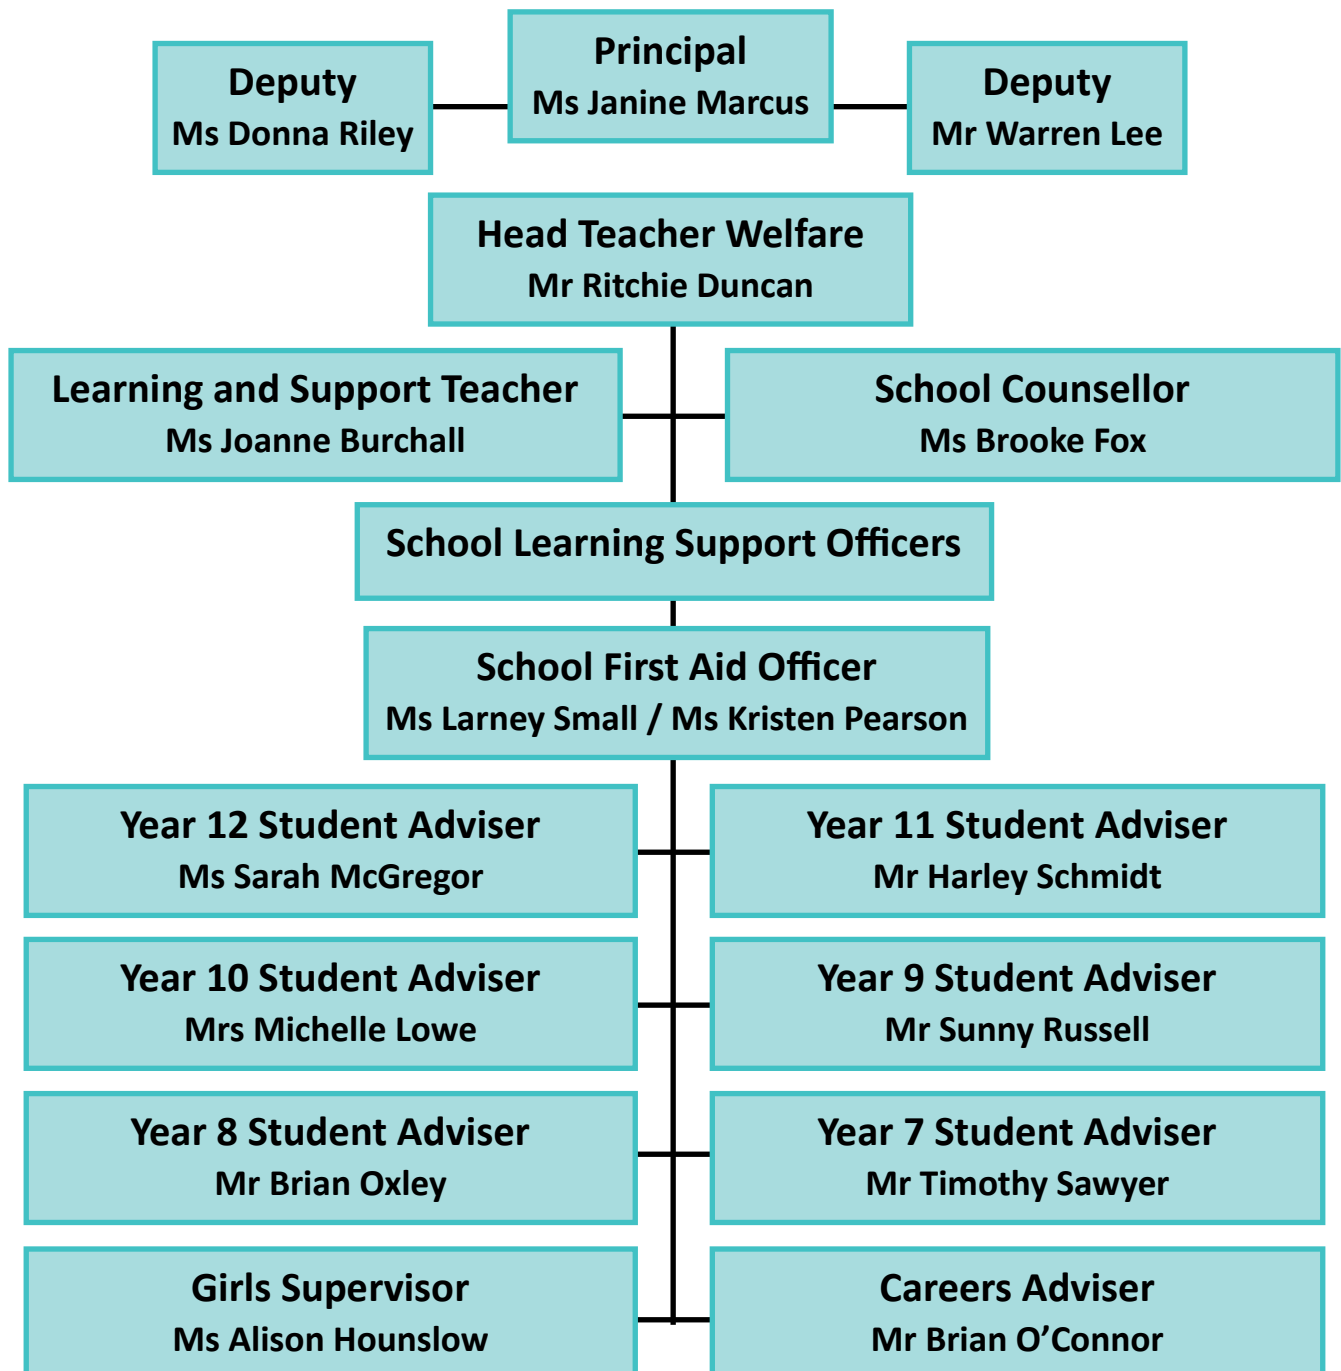 Principal
Ms Janine Marcus
Deputy
Ms Donna Riley
Deputy
Mr Warren Lee
Head Teacher Welfare
Mr Ritchie Duncan
Learning and Support Teacher
Ms Joanne Burchall
School Counsellor
Ms Brooke Fox
School Learning Support Officers
School First Aid Officer
Ms Larney Small / Ms Kristen Pearson
Year 12 Student Adviser
Ms Sarah McGregor
Year 11 Student Adviser
Mr Harley Schmidt
Year 10 Student Adviser
Mrs Michelle Lowe
Year 9 Student Adviser
Mr Sunny Russell
Year 8 Student Adviser
Mr Brian Oxley
Year 7 Student Adviser
Mr Timothy Sawyer
Girls Supervisor
Ms Alison Hounslow
Careers Adviser
Mr Brian O’Connor